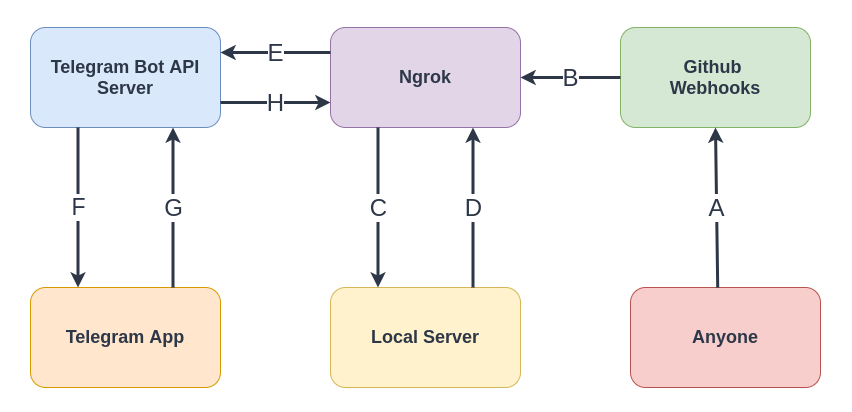 Telegram Bot API
Server
E
H
Ngrok
B
Github
Webhooks
F
G
C
D
A
Telegram App
Local Server
Anyone